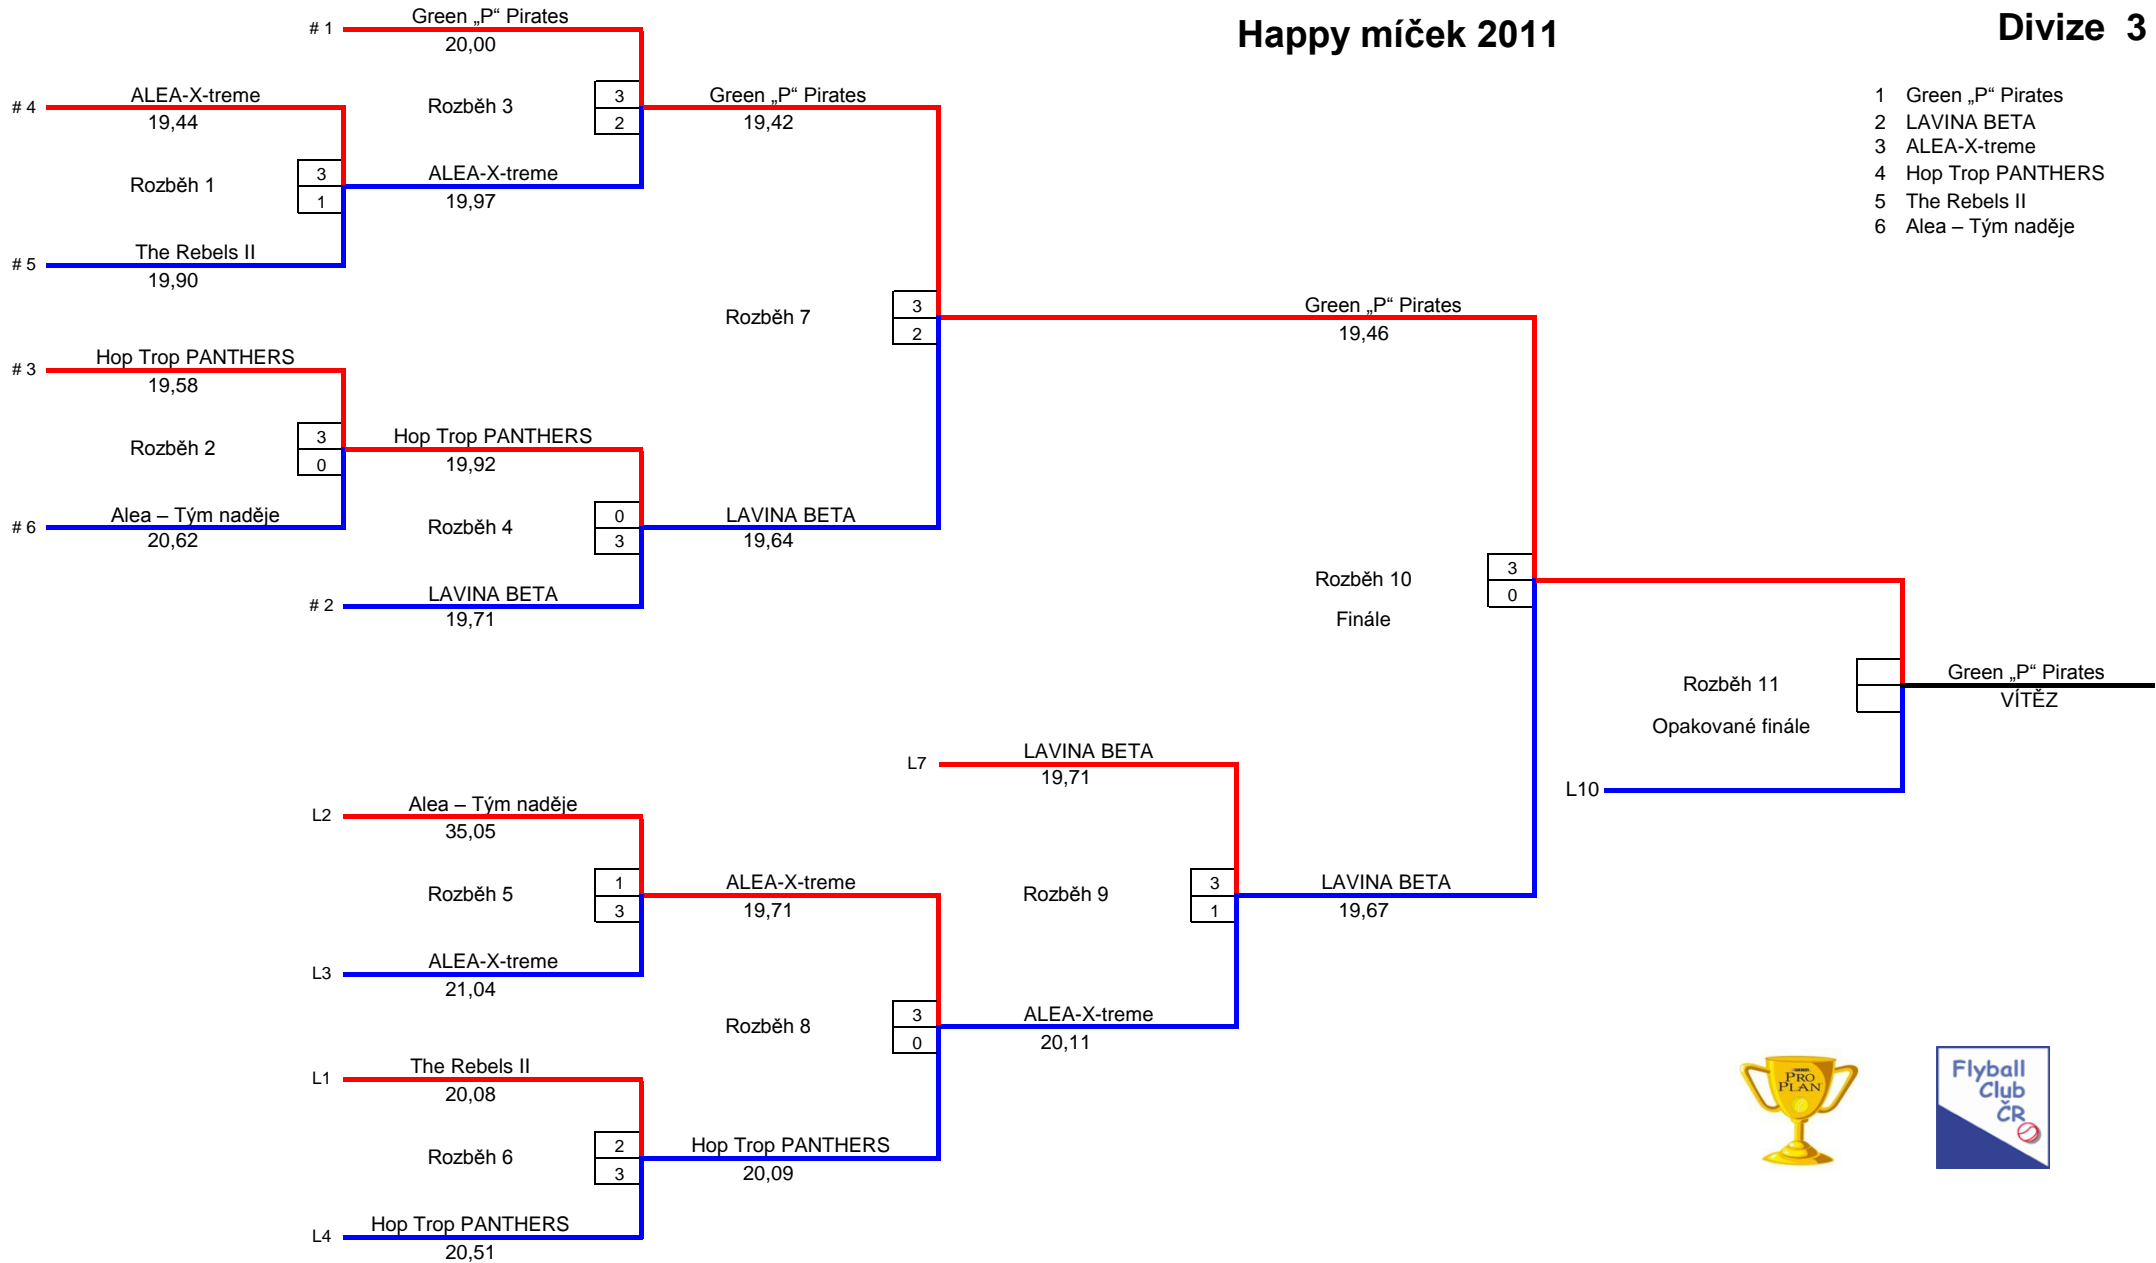 Happy míček 2011
Divize 3
1 Green „P“ Pirates
2 LAVINA BETA
3 ALEA-X-treme
4 Hop Trop PANTHERS
5 The Rebels II
6 Alea – Tým naděje
# 1
Green „P“ Pirates
20,00
# 4
ALEA-X-treme
19,44
Rozběh 1
3
1
# 5
The Rebels II
19,90
Rozběh 3
3
2
ALEA-X-treme
19,97
Green „P“ Pirates
19,42
# 3
Hop Trop PANTHERS
19,58
Rozběh 2
3
0
# 6
Alea – Tým naděje
20,62
Hop Trop PANTHERS
19,92
Rozběh 4
0
3
# 2
LAVINA BETA
19,71
LAVINA BETA
19,64
Rozběh 7
3
2
Green „P“ Pirates
19,46
Rozběh 10
Finále
3
0
Rozběh 11
Opakované finále
Green „P“ Pirates
VÍTĚZ
L10
L7
LAVINA BETA
19,71
L2
Alea – Tým naděje
35,05
Rozběh 5
1
3
L3
ALEA-X-treme
21,04
ALEA-X-treme
19,71
Rozběh 9
3
1
LAVINA BETA
19,67
Rozběh 8
3
0
ALEA-X-treme
20,11
L1
The Rebels II
20,08
Rozběh 6
2
3
L4
Hop Trop PANTHERS
20,51
Hop Trop PANTHERS
20,09
PRO
PLAN
Flyball
Club
ČR